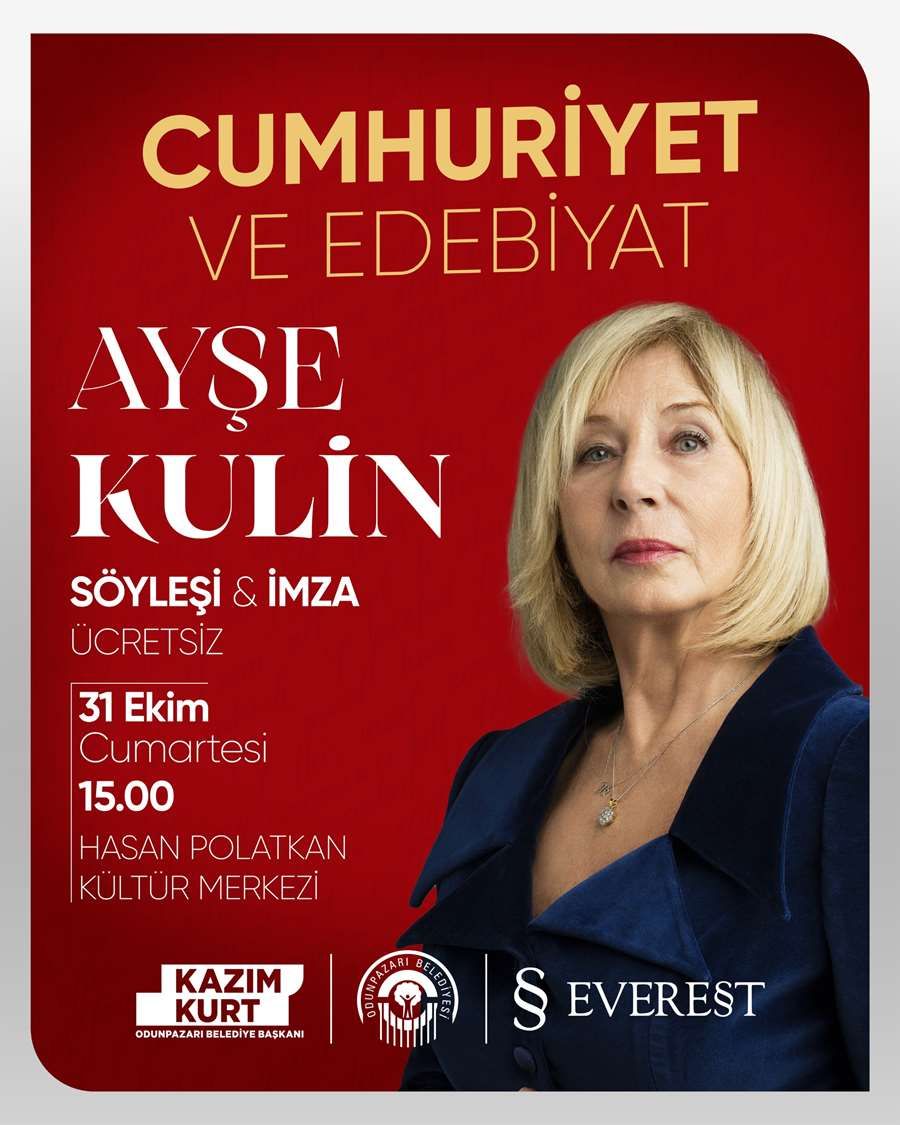 CUMHURİYET
VE EDEBİYAT
AYŞE
KULİN
SÖYLEŞİ & İMZA
ÜCRETSİZ
31 Ekim
Cumartesi
15.00
HASAN POLATKAN
KÜLTÜR MERKEZİ
KAZIM
KURT
ODUNPAZARI BELEDİYE BAŞKANI
ODUNPAZARI BELEDİYESİ
§ EVEREST